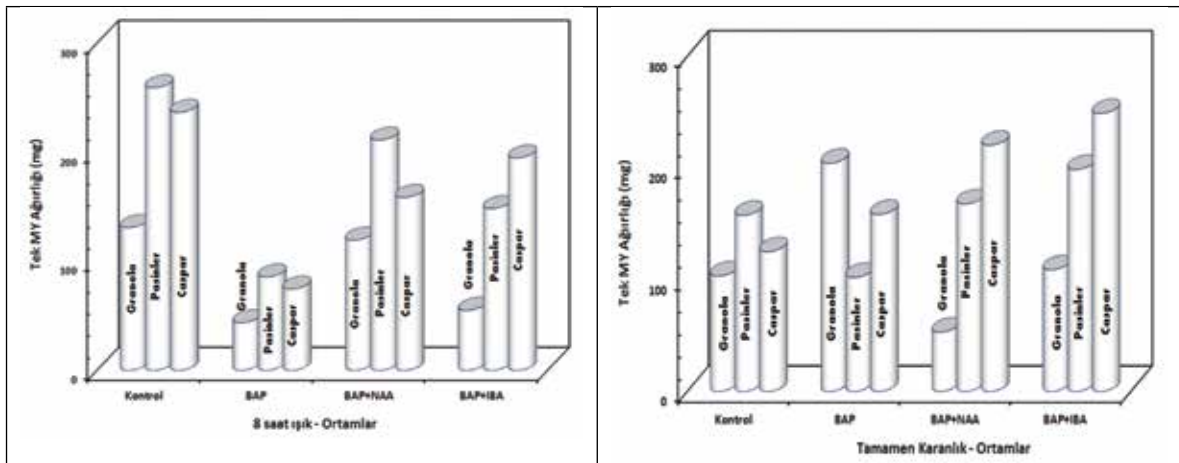 300
200
100
0
Tek MY Ağırlığı (mg)
Granola
Pasinler
Caspar
Granola
Pasinler
Caspar
Granola
Pasinler
Caspar
Granola
Pasinler
Caspar
Kontrol BAP BAP+NAA BAP+IBA
8 saat ışık - Ortamlar
300
200
100
0
Tek MY Ağırlığı (mg)
Granola
Pasinler
Caspar
Granola
Pasinler
Caspar
Granola
Pasinler
Caspar
Granola
Pasinler
Caspar
Kontrol BAP BAP+NAA BAP+IBA
Tamamen Karanlık - Ortamlar